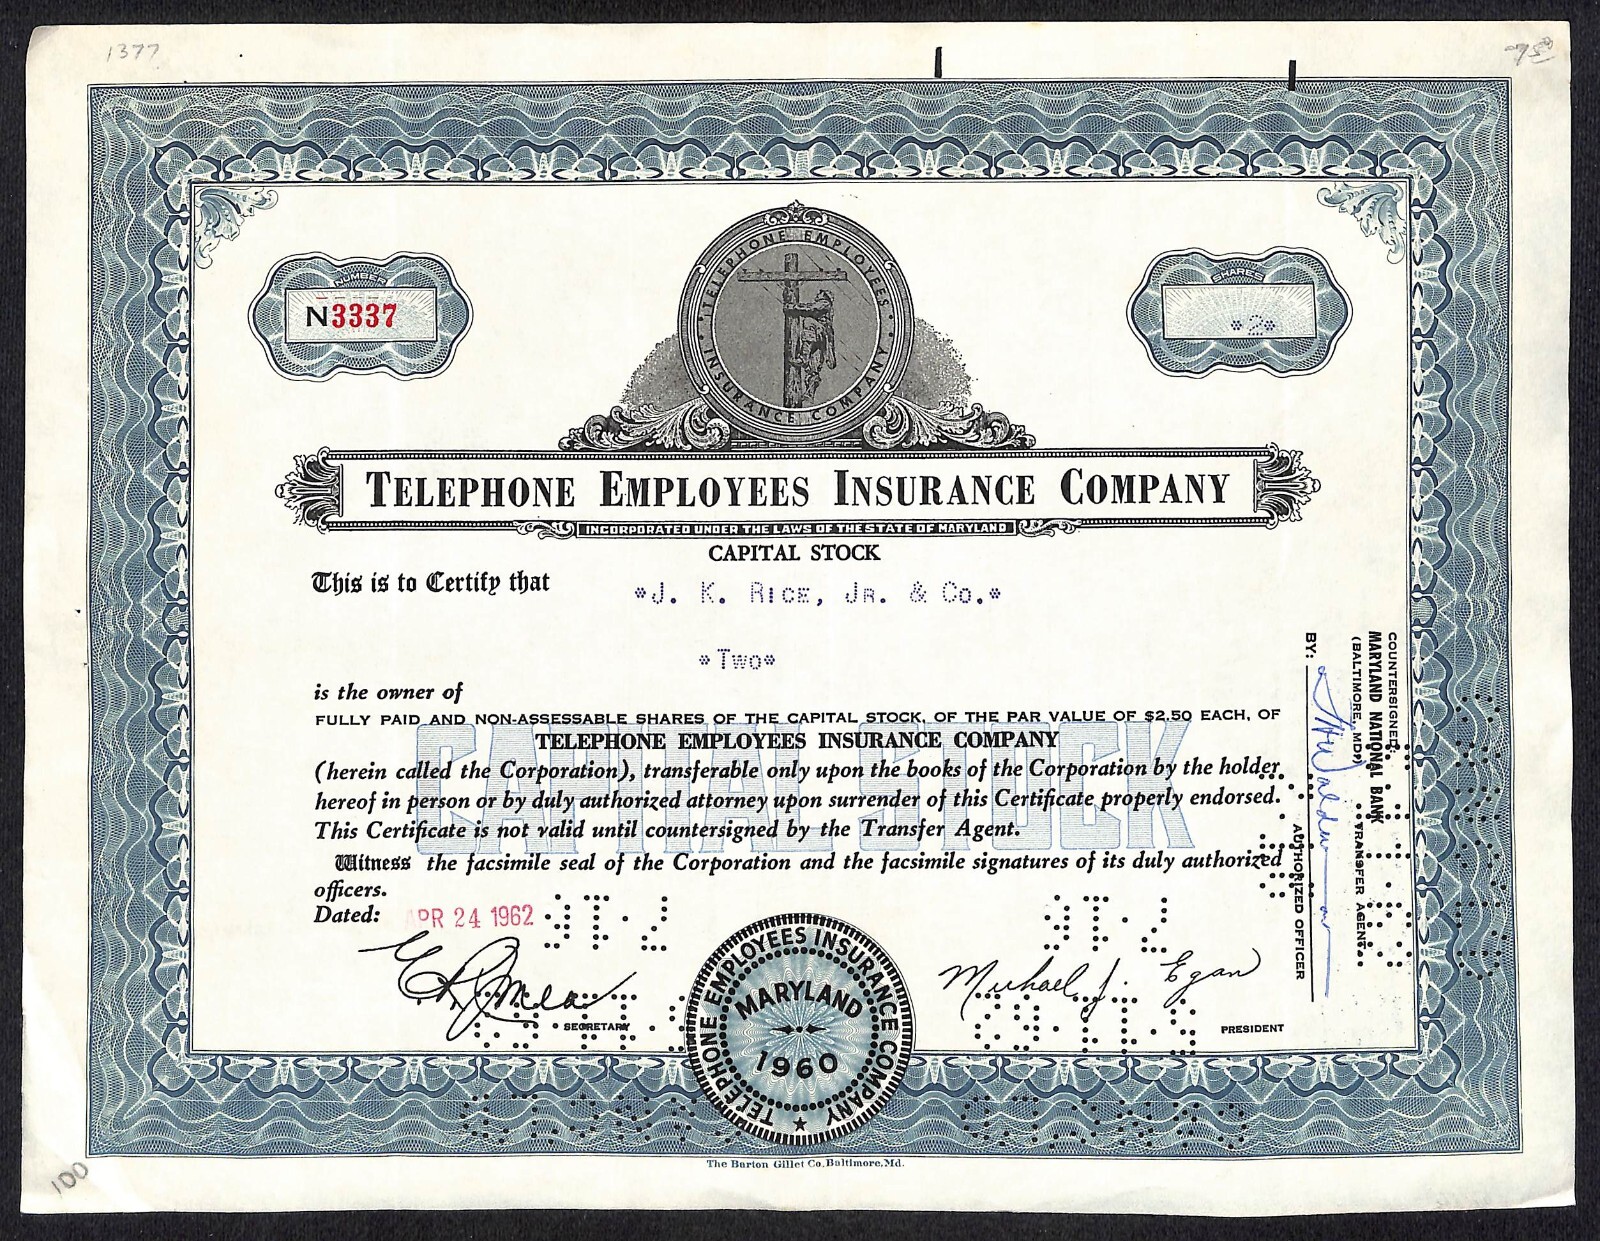 1377
NUMBER
N3337
TELEPHONE EMPLOYEES
INSURANCE COMPANY
SHARES
*2*
TELEPHONE EMPLOYEES INSURANCE COMPANY
INCORPORATED UNDER THE LAWS OF THE STATE OF MARYLAND
CAPITAL STOCK
This is to Certify that *J. K. RICE, JR. & CO.*
*TWO*
is the owner of
FULLY PAID AND NON-ASSESSABLE SHARES OF THE CAPITAL STOCK, OF THE PAR VALUE OF $2.50 EACH, OF
TELEPHONE EMPLOYEES INSURANCE COMPANY
(herein called the Corporation), transferable only upon the books of the Corporation by the holder
hereof in person or by duly authorized attorney upon surrender of this Certificate properly endorsed.
This Certificate is not valid until countersigned by the Transfer Agent.
Witness the facsimile seal of the Corporation and the facsimile signatures of its duly authorized
officers.
Dated: APR 24 1962
CAPITAL STOCK
SECRETARY
Michael J. Egan
PRESIDENT
TELEPHONE EMPLOYEES INSURANCE COMPANY
MARYLAND
1960
COUNTERSIGNED:
MARYLAND NATIONAL BANK
(BALTIMORE, MD.) TRANSFER AGENT
BY:
AUTHORIZED OFFICER
The Barton Gillet Co. Baltimore, Md.
100